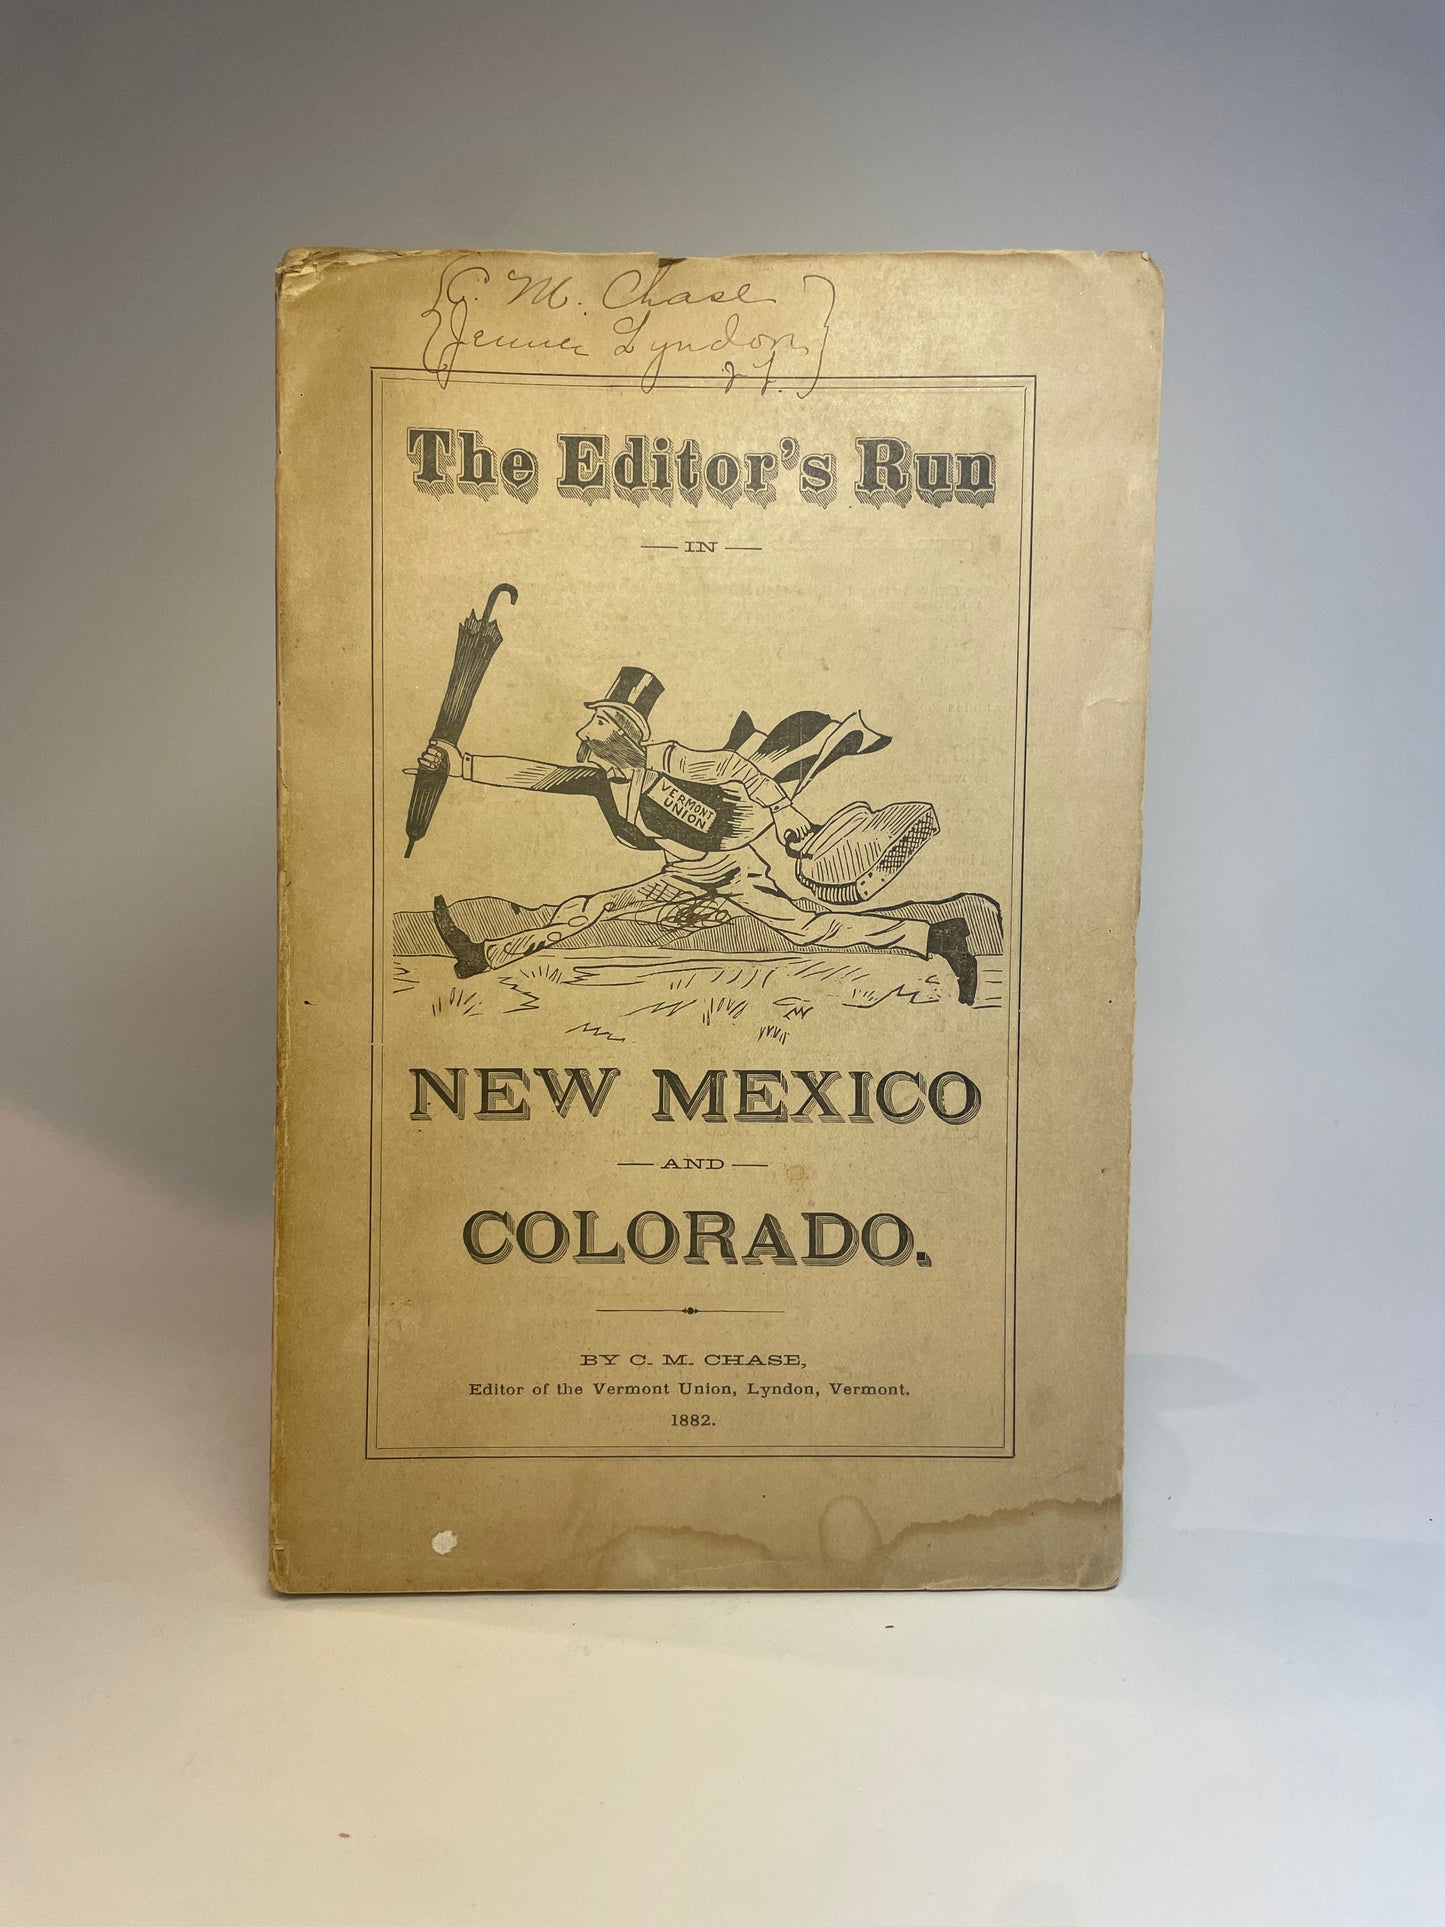 C. M. Chase
Lyndon
The Editor's Run
IN
VERMONT
UNION
NEW MEXICO
AND
COLORADO.
BY C. M. CHASE,
Editor of the Vermont Union, Lyndon, Vermont.
1882.